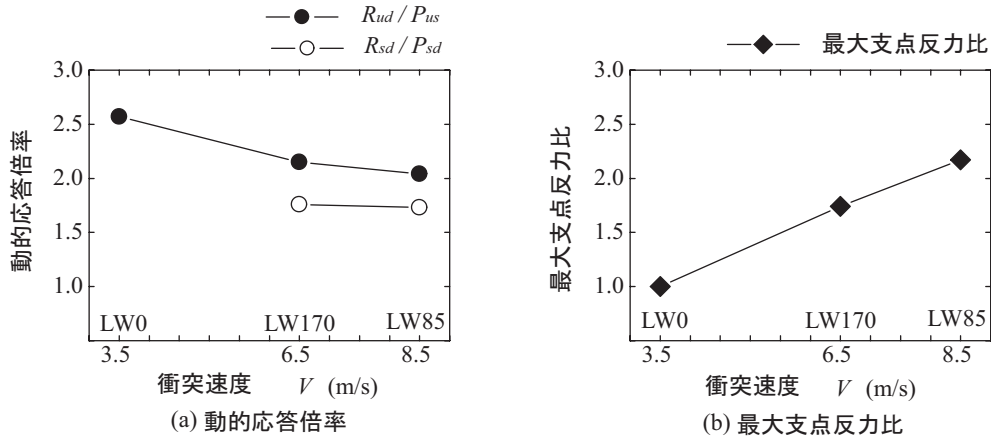 Rud / Pus
Rsd / Psd
動的応答倍率
3.0
2.5
2.0
1.5
1.0
LW0
LW170
LW85
3.5
6.5
8.5
衝突速度 V (m/s)
(a) 動的応答倍率
最大支点反力比
最大支点反力比
3.0
2.5
2.0
1.5
1.0
LW0
LW170
LW85
3.5
6.5
8.5
衝突速度 V (m/s)
(b) 最大支点反力比